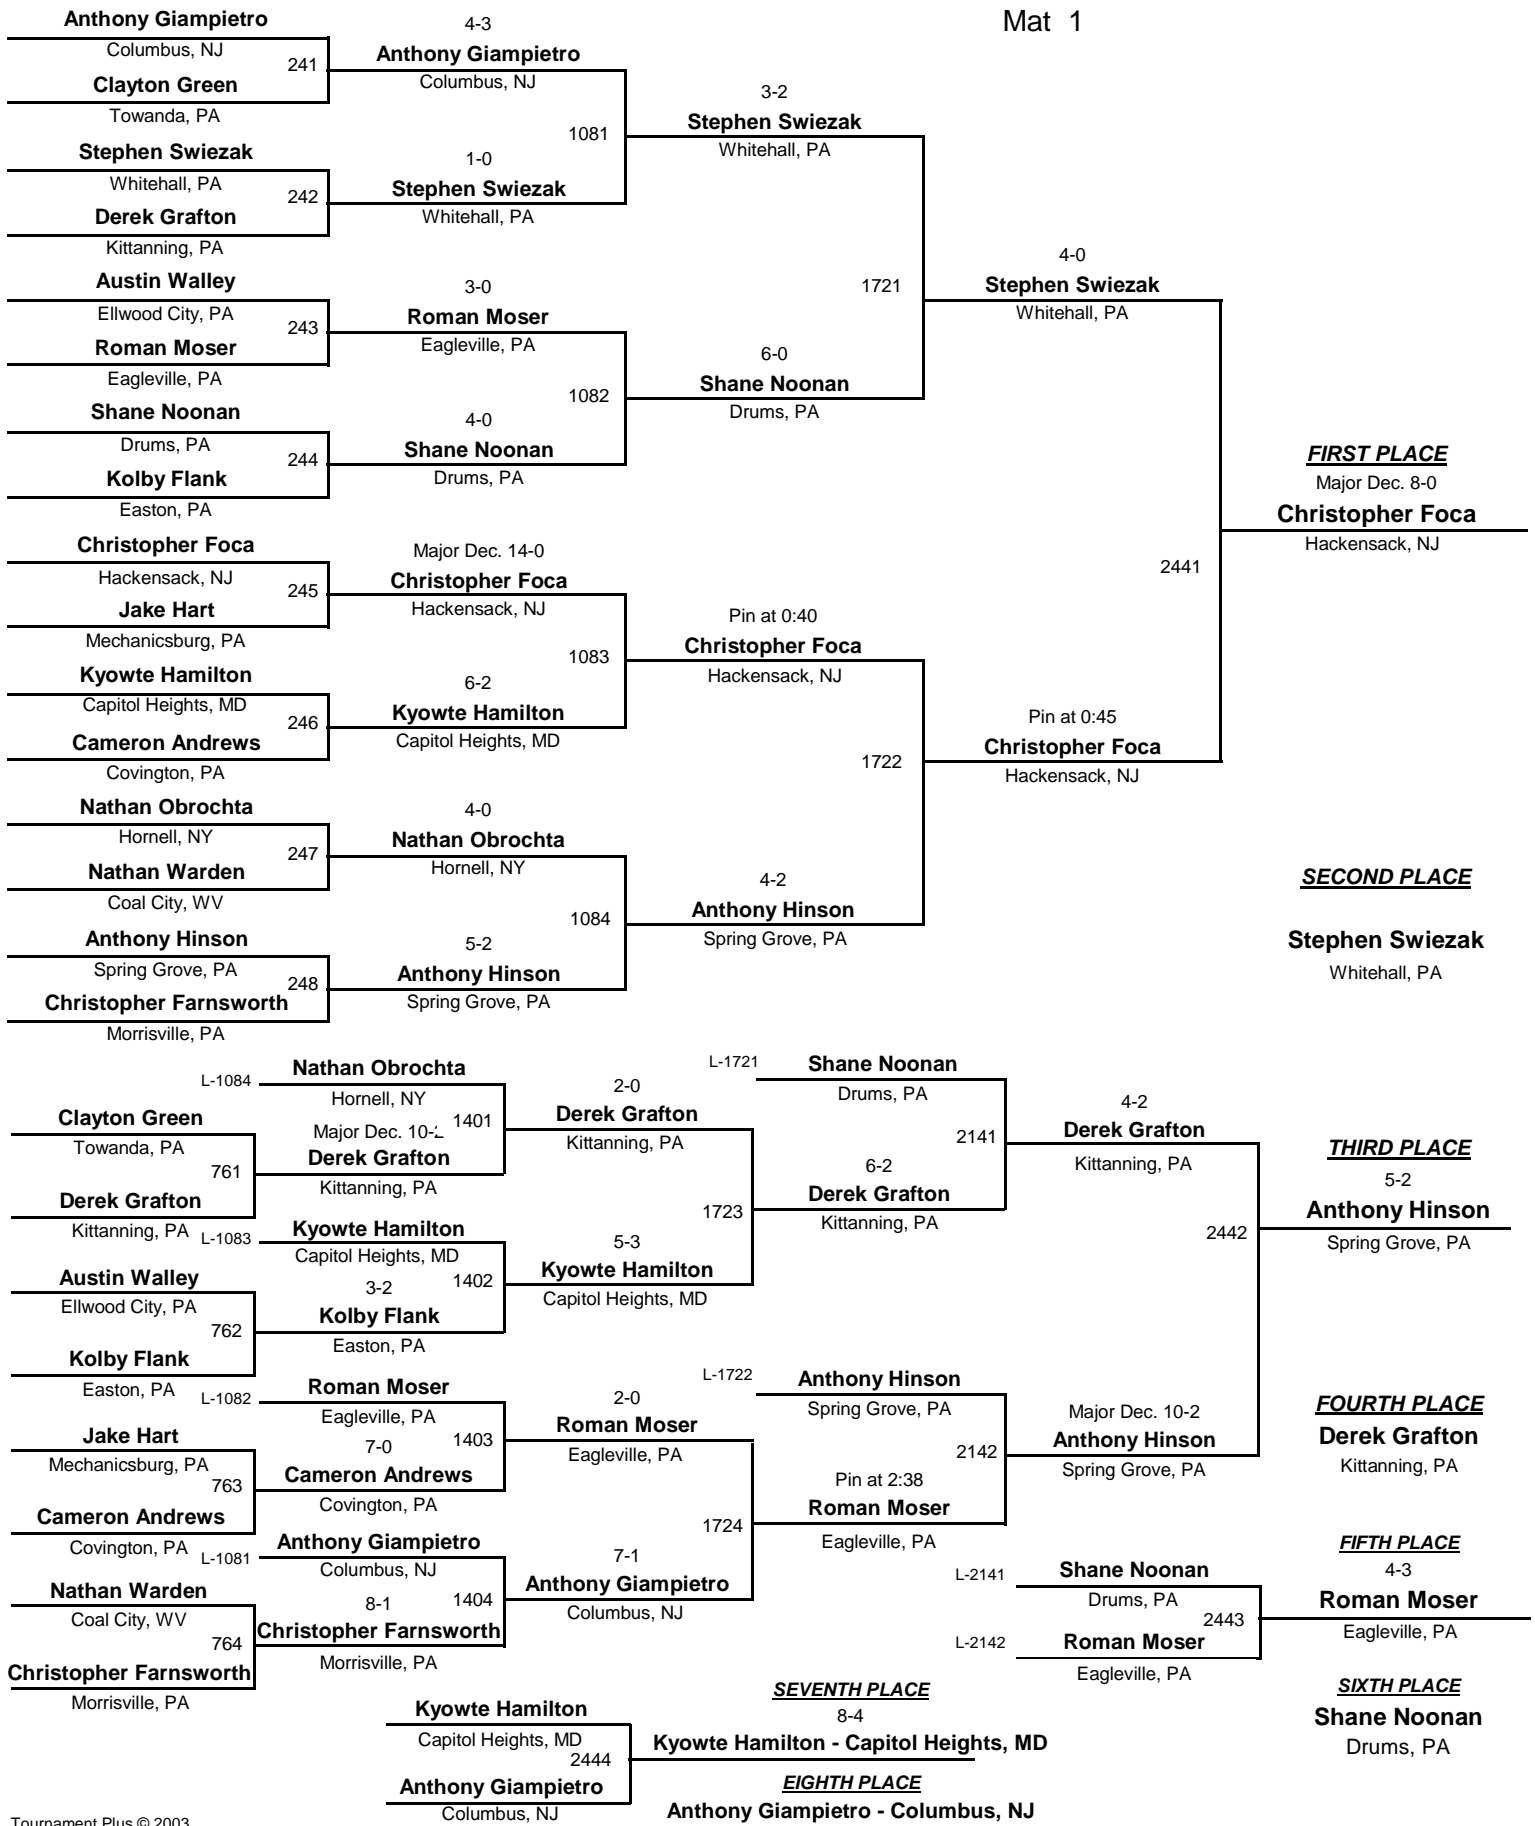 Mat 1
Anthony Giampietro
Columbus, NJ
241
Clayton Green
Towanda, PA
Stephen Swiezak
Whitehall, PA
242
Derek Grafton
Kittanning, PA
Austin Walley
Ellwood City, PA
243
Roman Moser
Eagleville, PA
Shane Noonan
Drums, PA
244
Kolby Flank
Easton, PA
Christopher Foca
Hackensack, NJ
245
Jake Hart
Mechanicsburg, PA
Kyowte Hamilton
Capitol Heights, MD
246
Cameron Andrews
Covington, PA
Nathan Obrochta
Hornell, NY
247
Nathan Warden
Coal City, WV
Anthony Hinson
Spring Grove, PA
248
Christopher Farnsworth
Morrisville, PA
4-3
Anthony Giampietro
Columbus, NJ
1081
1-0
Stephen Swiezak
Whitehall, PA
3-0
Roman Moser
Eagleville, PA
1082
4-0
Shane Noonan
Drums, PA
Major Dec. 14-0
Christopher Foca
Hackensack, NJ
1083
6-2
Kyowte Hamilton
Capitol Heights, MD
4-0
Nathan Obrochta
Hornell, NY
1084
5-2
Anthony Hinson
Spring Grove, PA
3-2
Stephen Swiezak
Whitehall, PA
1721
6-0
Shane Noonan
Drums, PA
Pin at 0:40
Christopher Foca
Hackensack, NJ
1722
4-2
Anthony Hinson
Spring Grove, PA
4-0
Stephen Swiezak
Whitehall, PA
2441
Pin at 0:45
Christopher Foca
Hackensack, NJ
FIRST PLACE
Major Dec. 8-0
Christopher Foca
Hackensack, NJ
SECOND PLACE
Stephen Swiezak
Whitehall, PA
Clayton Green
Towanda, PA
761
Derek Grafton
Kittanning, PA
Austin Walley
Ellwood City, PA
762
Kolby Flank
Easton, PA
Jake Hart
Mechanicsburg, PA
763
Cameron Andrews
Covington, PA
Nathan Warden
Coal City, WV
764
Christopher Farnsworth
Morrisville, PA
L-1084
Nathan Obrochta
Hornell, NY
1401
Major Dec. 10-2
Derek Grafton
Kittanning, PA
L-1083
Kyowte Hamilton
Capitol Heights, MD
1402
3-2
Kolby Flank
Easton, PA
L-1082
Roman Moser
Eagleville, PA
1403
7-0
Cameron Andrews
Covington, PA
L-1081
Anthony Giampietro
Columbus, NJ
1404
8-1
Christopher Farnsworth
Morrisville, PA
2-0
Derek Grafton
Kittanning, PA
1723
5-3
Kyowte Hamilton
Capitol Heights, MD
2-0
Roman Moser
Eagleville, PA
1724
7-1
Anthony Giampietro
Columbus, NJ
L-1721
Shane Noonan
Drums, PA
2141
6-2
Derek Grafton
Kittanning, PA
L-1722
Anthony Hinson
Spring Grove, PA
2142
Pin at 2:38
Roman Moser
Eagleville, PA
4-2
Derek Grafton
Kittanning, PA
2442
Major Dec. 10-2
Anthony Hinson
Spring Grove, PA
THIRD PLACE
5-2
Anthony Hinson
Spring Grove, PA
FOURTH PLACE
Derek Grafton
Kittanning, PA
L-2141
Shane Noonan
Drums, PA
2443
L-2142
Roman Moser
Eagleville, PA
FIFTH PLACE
4-3
Roman Moser
Eagleville, PA
SIXTH PLACE
Shane Noonan
Drums, PA
Kyowte Hamilton
Capitol Heights, MD
2444
Anthony Giampietro
Columbus, NJ
SEVENTH PLACE
8-4
Kyowte Hamilton - Capitol Heights, MD
EIGHTH PLACE
Anthony Giampietro - Columbus, NJ
Tournament Plus © 2003